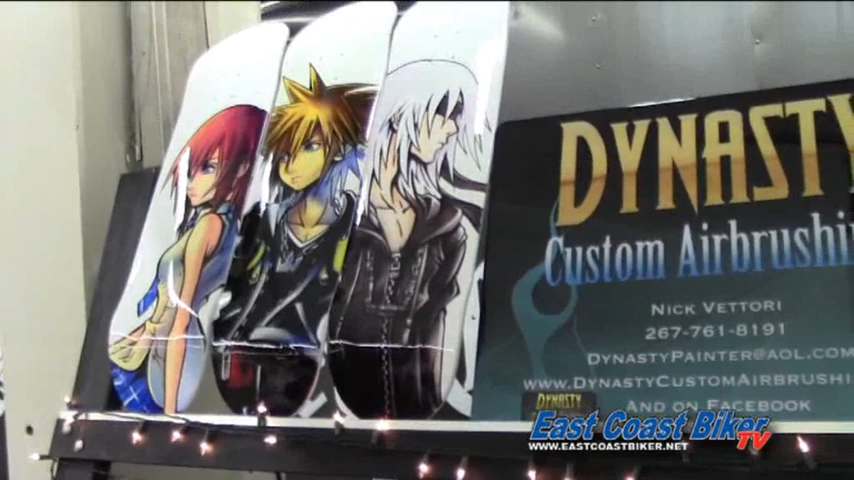 DYNASTY
Custom Airbrushi
NICK VETTORI
267-761-8191
DYNASTYPAINTER@AOL.COM
WWW.DYNASTYCUSTOMAIRBRUSHI
AND ON FACEBOOK
DYNASTY
East Coast Biker TV
WWW.EASTCOASTBIKER.NET